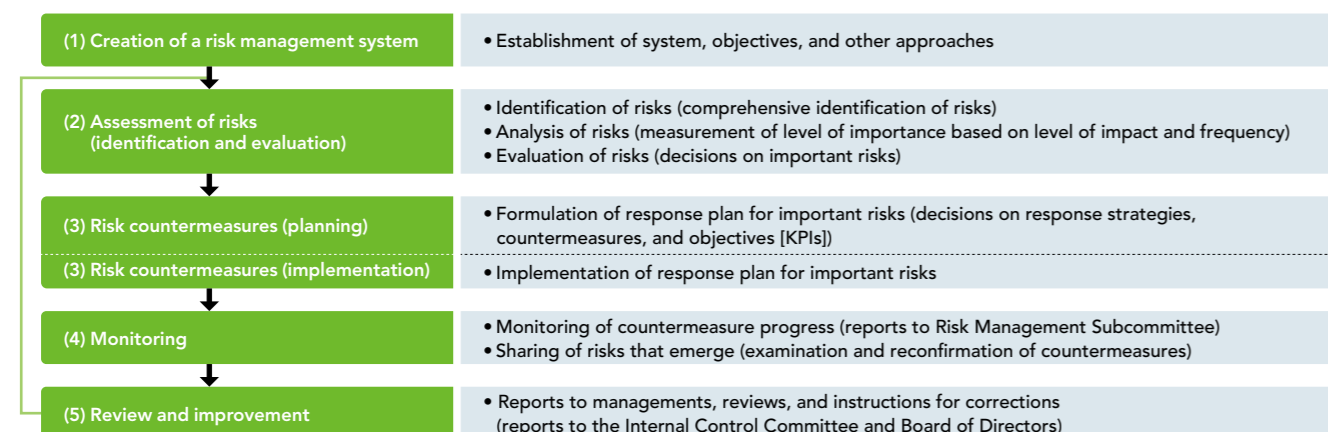 (1) Creation of a risk management system
• Establishment of system, objectives, and other approaches
(2) Assessment of risks
(identification and evaluation)
• Identification of risks (comprehensive identification of risks)
• Analysis of risks (measurement of level of importance based on level of impact and frequency)
• Evaluation of risks (decisions on important risks)
(3) Risk countermeasures (planning)
• Formulation of response plan for important risks (decisions on response strategies,
countermeasures, and objectives [KPIs])
(3) Risk countermeasures (implementation)
• Implementation of response plan for important risks
(4) Monitoring
• Monitoring of countermeasure progress (reports to Risk Management Subcommittee)
• Sharing of risks that emerge (examination and reconfirmation of countermeasures)
(5) Review and improvement
• Reports to managements, reviews, and instructions for corrections
(reports to the Internal Control Committee and Board of Directors)